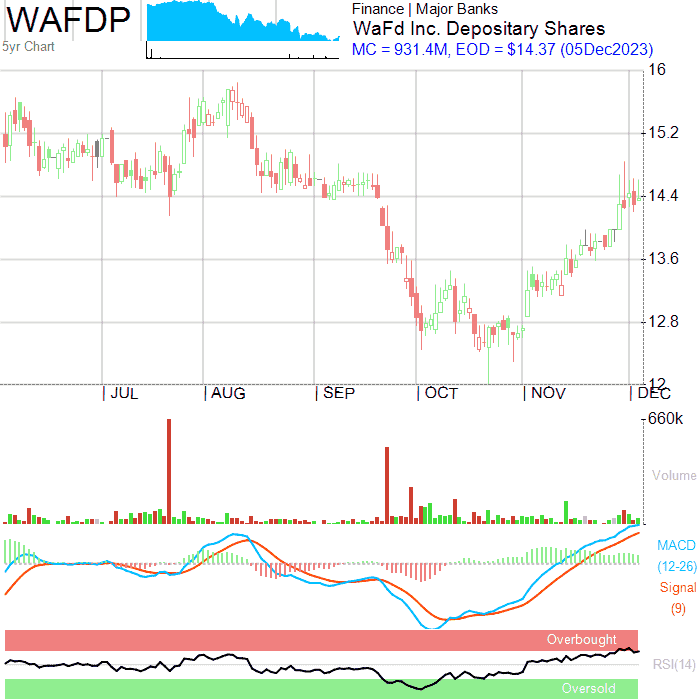 WAFDP
5yr Chart
Finance | Major Banks
WaFd Inc. Depositary Shares
MC = 931.4M, EOD = $14.37 (05Dec2023)
16
15.2
14.4
13.6
12.8
12
JUL AUG SEP OCT NOV DEC
660k
Volume
MACD
(12-26)
Signal
(9)
Overbought
RSI(14)
Oversold